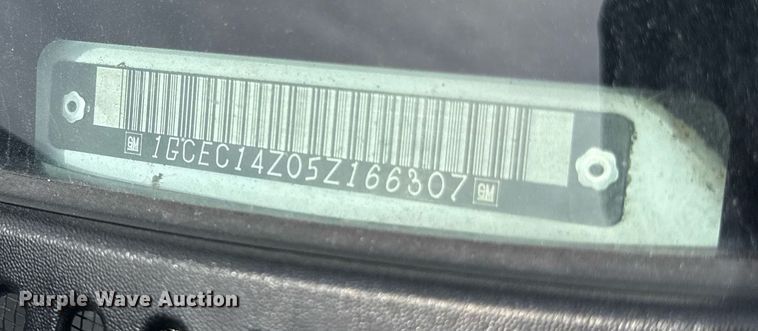 GM 1GCEC14Z05Z166307 GM
Purple Wave Auction